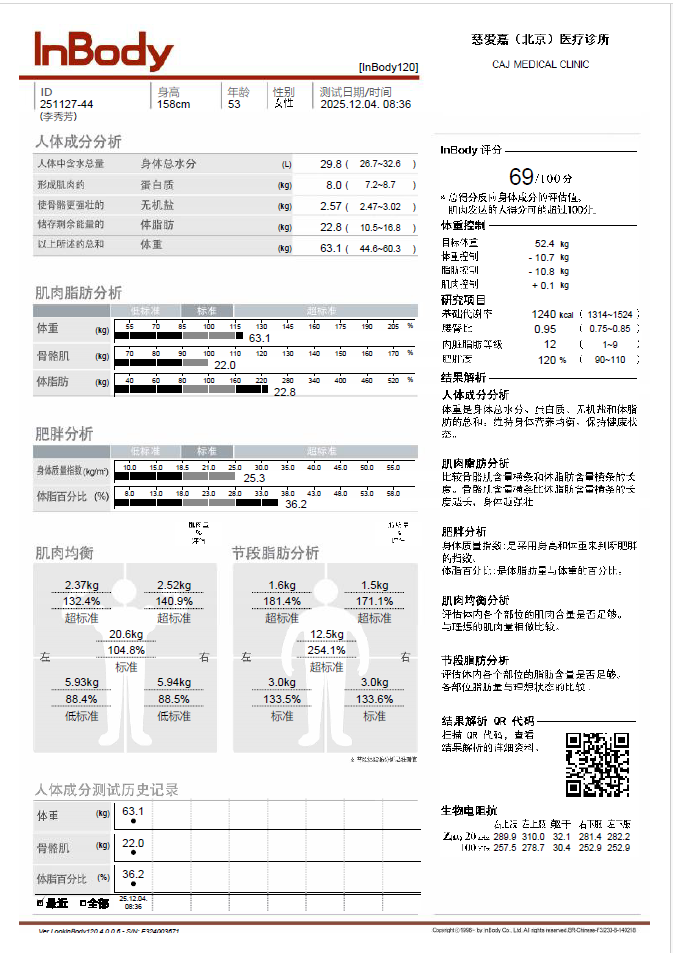 InBody
[InBody120]
慈爱嘉（北京）医疗诊所
CAJ MEDICAL CLINIC
ID 身高 年龄 性别 测试日期/时间
251127-44 158cm 53 女性 2025.12.04. 08:36
(李秀芳)
人体成分分析
人体中含水总量 身体总水分 (L) 29.8 ( 26.7~32.6 )
形成肌肉的 蛋白质 (kg) 8.0 ( 7.2~8.7 )
使骨骼更强壮的 无机盐 (kg) 2.57 ( 2.47~3.02 )
储存剩余能量的 体脂肪 (kg) 22.8 ( 10.5~16.8 )
以上所述的总和 体重 (kg) 63.1 ( 44.6~60.3 )
肌肉脂肪分析
低标准 标准 超标准
体重 (kg) 55 70 85 100 115 130 145 160 175 190 205 %
63.1
骨骼肌 (kg) 70 80 90 100 110 120 130 140 150 160 170 %
22.0
体脂肪 (kg) 40 60 80 100 160 220 280 340 400 460 520 %
22.8
肥胖分析
低标准 标准 超标准
身体质量指数(kg/m²) 10.0 15.0 18.5 21.0 25.0 30.0 35.0 40.0 45.0 50.0 55.0
25.3
体脂百分比 (%) 8.0 13.0 18.0 23.0 28.0 33.0 38.0 43.0 48.0 53.0 58.0
36.2
肌肉量
%
评估
%
评估
肌肉均衡
2.37kg 2.52kg
132.4% 140.9%
超标准 超标准
20.6kg
104.8%
左 标准 右
5.93kg 5.94kg
88.4% 88.5%
低标准 低标准
节段脂肪分析
1.6kg 1.5kg
181.4% 171.1%
超标准 超标准
12.5kg
254.1%
左 超标准 右
3.0kg 3.0kg
133.5% 133.6%
标准 标准
人体成分测试历史记录
体重 (kg) 63.1
骨骼肌 (kg) 22.0
体脂百分比 (%) 36.2
最近 全部 25.12.04.
08:36
InBody 评分
69/100分
* 总得分反向身体成分的评估值。
肌肉发达的人得分可能超过100分。
体重控制
目标体重 52.4 kg
体重控制 - 10.7 kg
脂肪控制 - 10.8 kg
肌肉控制 + 0.1 kg
研究项目
基础代谢率 1240 kcal ( 1314~1524 )
腰臀比 0.95 ( 0.75~0.85 )
内脏脂肪等级 12 ( 1~9 )
肥胖度 120 % ( 90~110 )
结果解析
人体成分分析
体重是身体总水分、蛋白质、无机盐和体脂
肪的总和。维持身体营养均衡，保持健康状
态。
肌肉脂肪分析
比较骨骼肌含量横条和体脂肪含量横条的长
度。骨骼肌含量横条比体脂肪含量横条的长
度越长，身体越强壮
肥胖分析
身体质量指数:是采用身高和体重来判断肥胖
的指数。
体脂百分比:是体脂肪量与体重的百分比。
肌肉均衡分析
评估体内各个部位的肌肉含量是否足够。
与理想的肌肉量相做比较。
节段脂肪分析
评估体内各个部位的脂肪含量是否足够。
各部位脂肪量与理想状态的比较.
结果解析 QR 代码
扫描 QR 代码，查看
结果解析的详细资料。
生物电阻抗
右上肢 左上肢 躯干 右下肢 左下肢
Z(Ω) 20 kHz 289.9 310.0 32.1 281.4 282.2
100 kHz 257.5 278.7 30.4 252.9 252.9
Ver.LookinBody120.4.0.0.6 - S/N: F324003671